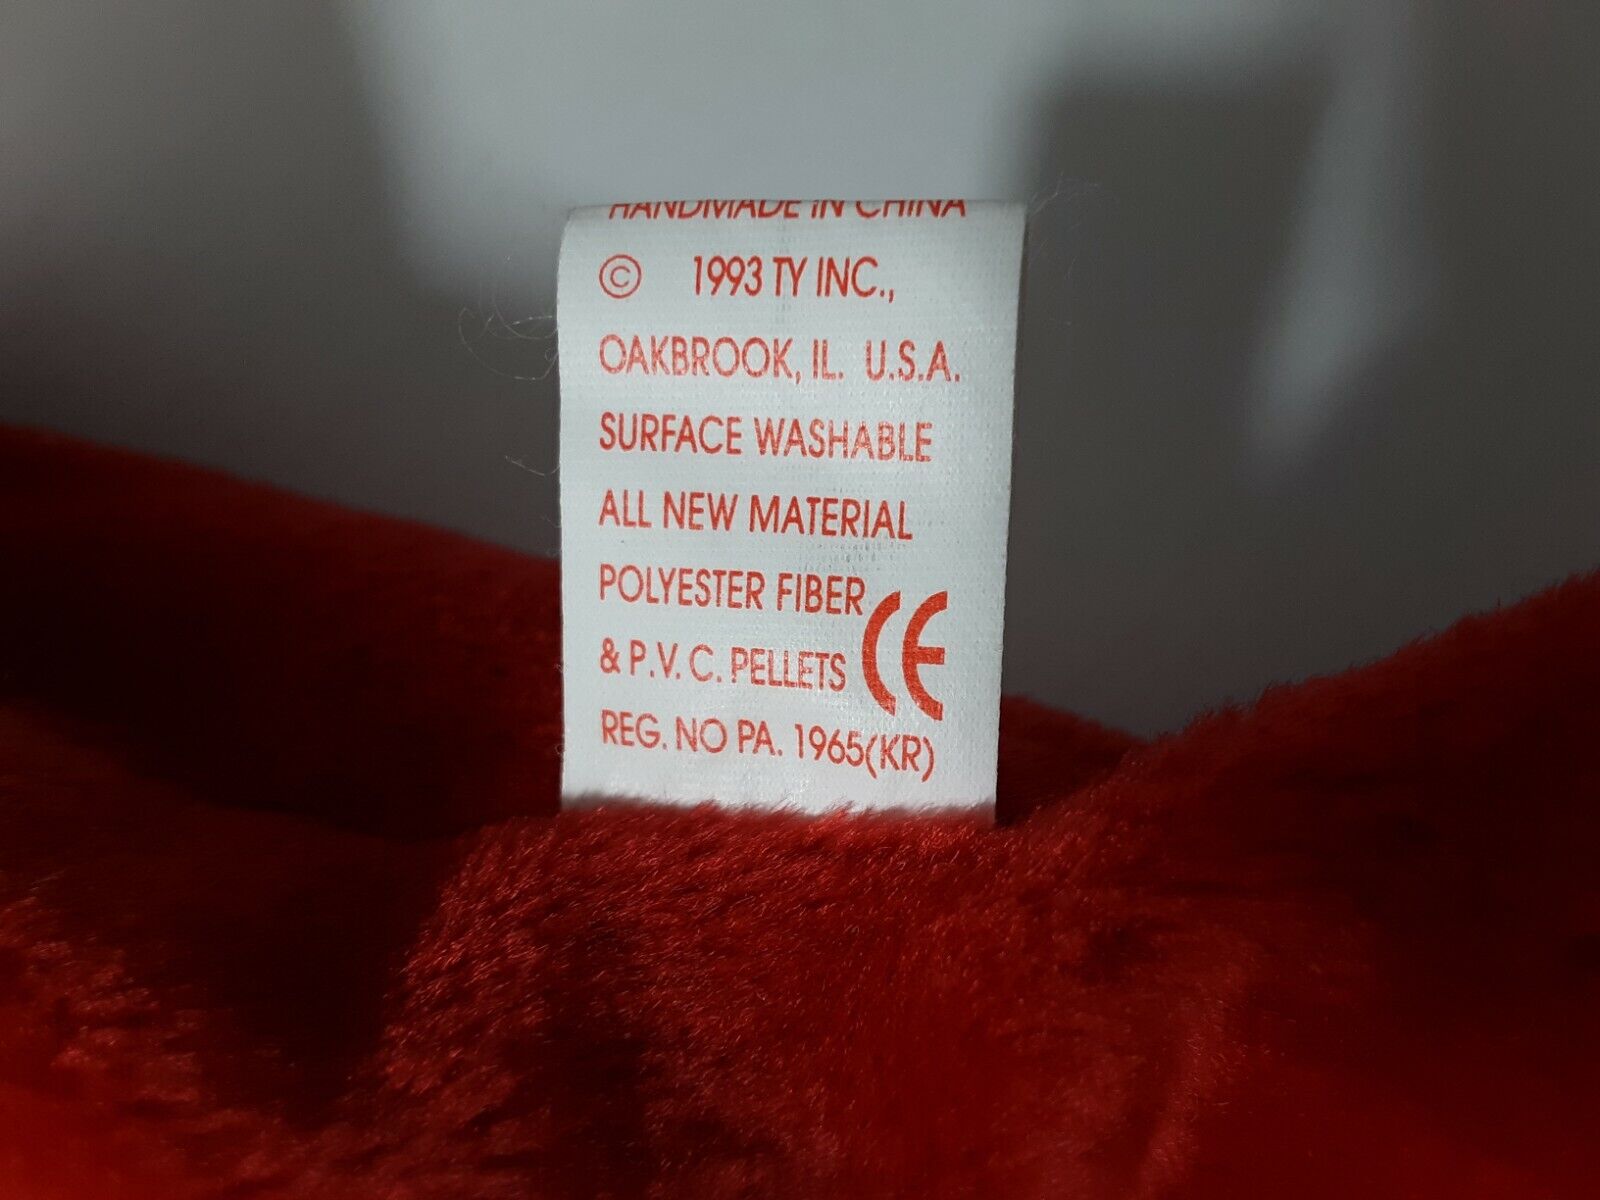 HANDMADE IN CHINA
© 1993 TY INC.,
OAKBROOK, IL. U.S.A.
SURFACE WASHABLE
ALL NEW MATERIAL
POLYESTER FIBER
& P.V.C. PELLETS CE
REG. NO PA. 1965(KR)